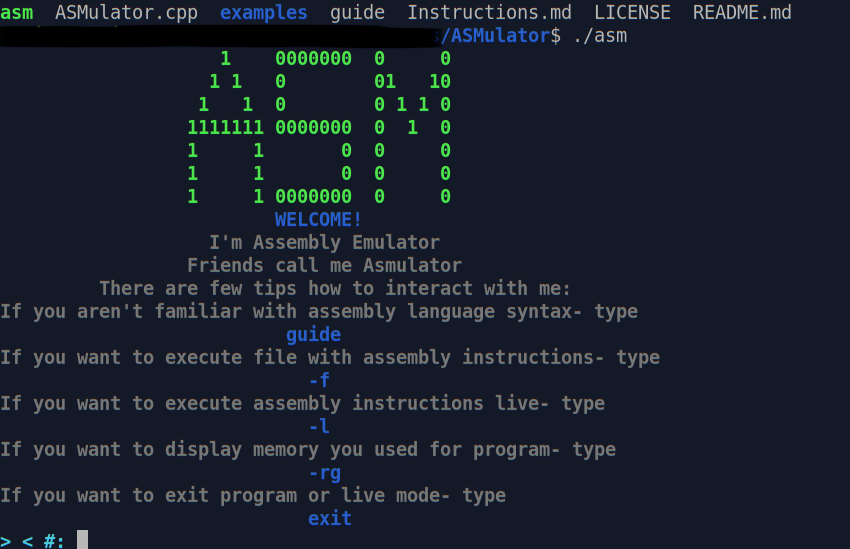 asm  ASMulator.cpp  examples  guide  Instructions.md  LICENSE  README.md
/ASMulator$ ./asm
                    1    0000000  0     0
                   1 1   0        01   10
                  1   1  0        0 1 1 0
                 1111111 0000000  0  1  0
                 1     1       0  0     0
                 1     1       0  0     0
                 1     1 0000000  0     0
                         WELCOME!
                   I'm Assembly Emulator
                 Friends call me Asmulator
         There are few tips how to interact with me:
If you aren't familiar with assembly language syntax- type
                          guide
If you want to execute file with assembly instructions- type
                            -f
If you want to execute assembly instructions live- type
                            -l
If you want to display memory you used for program- type
                            -rg
If you want to exit program or live mode- type
                            exit
> < #: